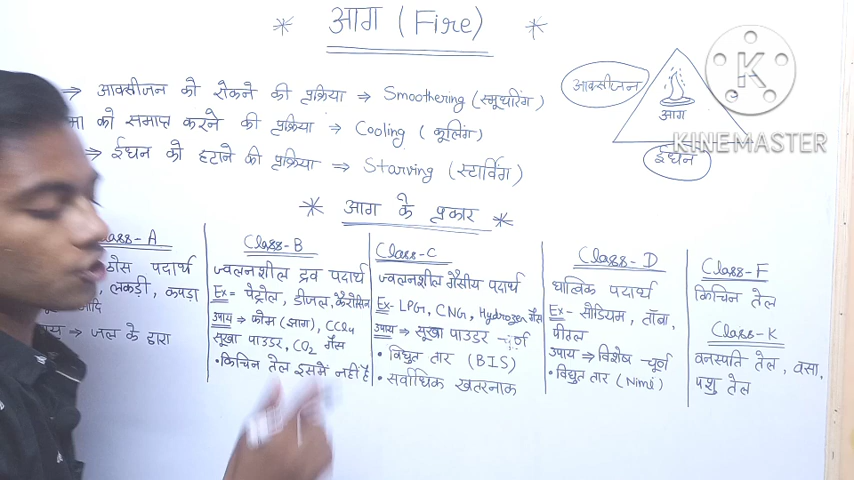 * आग (Fire) *
→ आक्सीजन को रोकने की प्रक्रिया → Smoothering (स्मूथरिंग)
को समाप्त करने की प्रक्रिया → Cooling (कूलिंग)
→ ईंधन को हटाने की प्रक्रिया → Starving (स्टार्विंग)
आक्सीजन
आग
ईंधन
K
KINEMASTER
* आग के प्रकार *
Class-A
ठोस पदार्थ
लकड़ी, कपड़ा
आदि
→ जल के द्वारा
Class-B
ज्वलनशील द्रव पदार्थ
Ex = पेट्रोल, डीजल, कैरोसिन
उपाय → फोम (झाग), CCl4
सूखा पाउडर, CO2 गैस
• किचिन तेल इसमें नहीं है
Class-C
ज्वलनशील गैसीय पदार्थ
Ex- LPG, CNG, Hydrogen गैस
उपाय → सूखा पाउडर चूर्ण
• विद्युत तार (BIS)
• सर्वाधिक खतरनाक
Class-D
धात्विक पदार्थ
Ex- सोडियम, ताँबा,
पीतल
उपाय → विशेष चूर्ण
• विद्युत तार (Nimi)
Class-F
किचिन तेल
Class-K
वनस्पति तेल, वसा,
पशु तेल